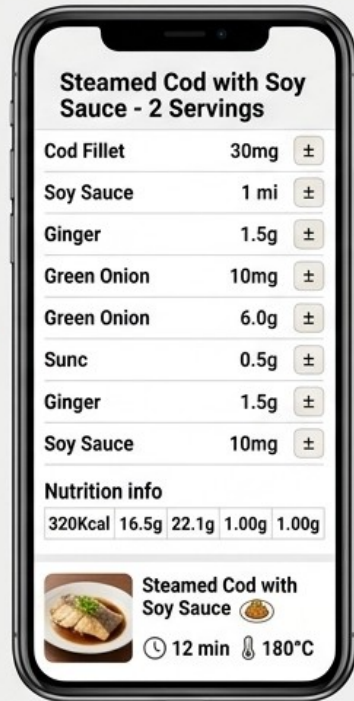 Steamed Cod with Soy
Sauce - 2 Servings
Cod Fillet 30mg ±
Soy Sauce 1 mi ±
Ginger 1.5g ±
Green Onion 10mg ±
Green Onion 6.0g ±
Sunc 0.5g ±
Ginger 1.5g ±
Soy Sauce 10mg ±
Nutrition info
320Kcal 16.5g 22.1g 1.00g 1.00g
Steamed Cod with
Soy Sauce
12 min 180°C